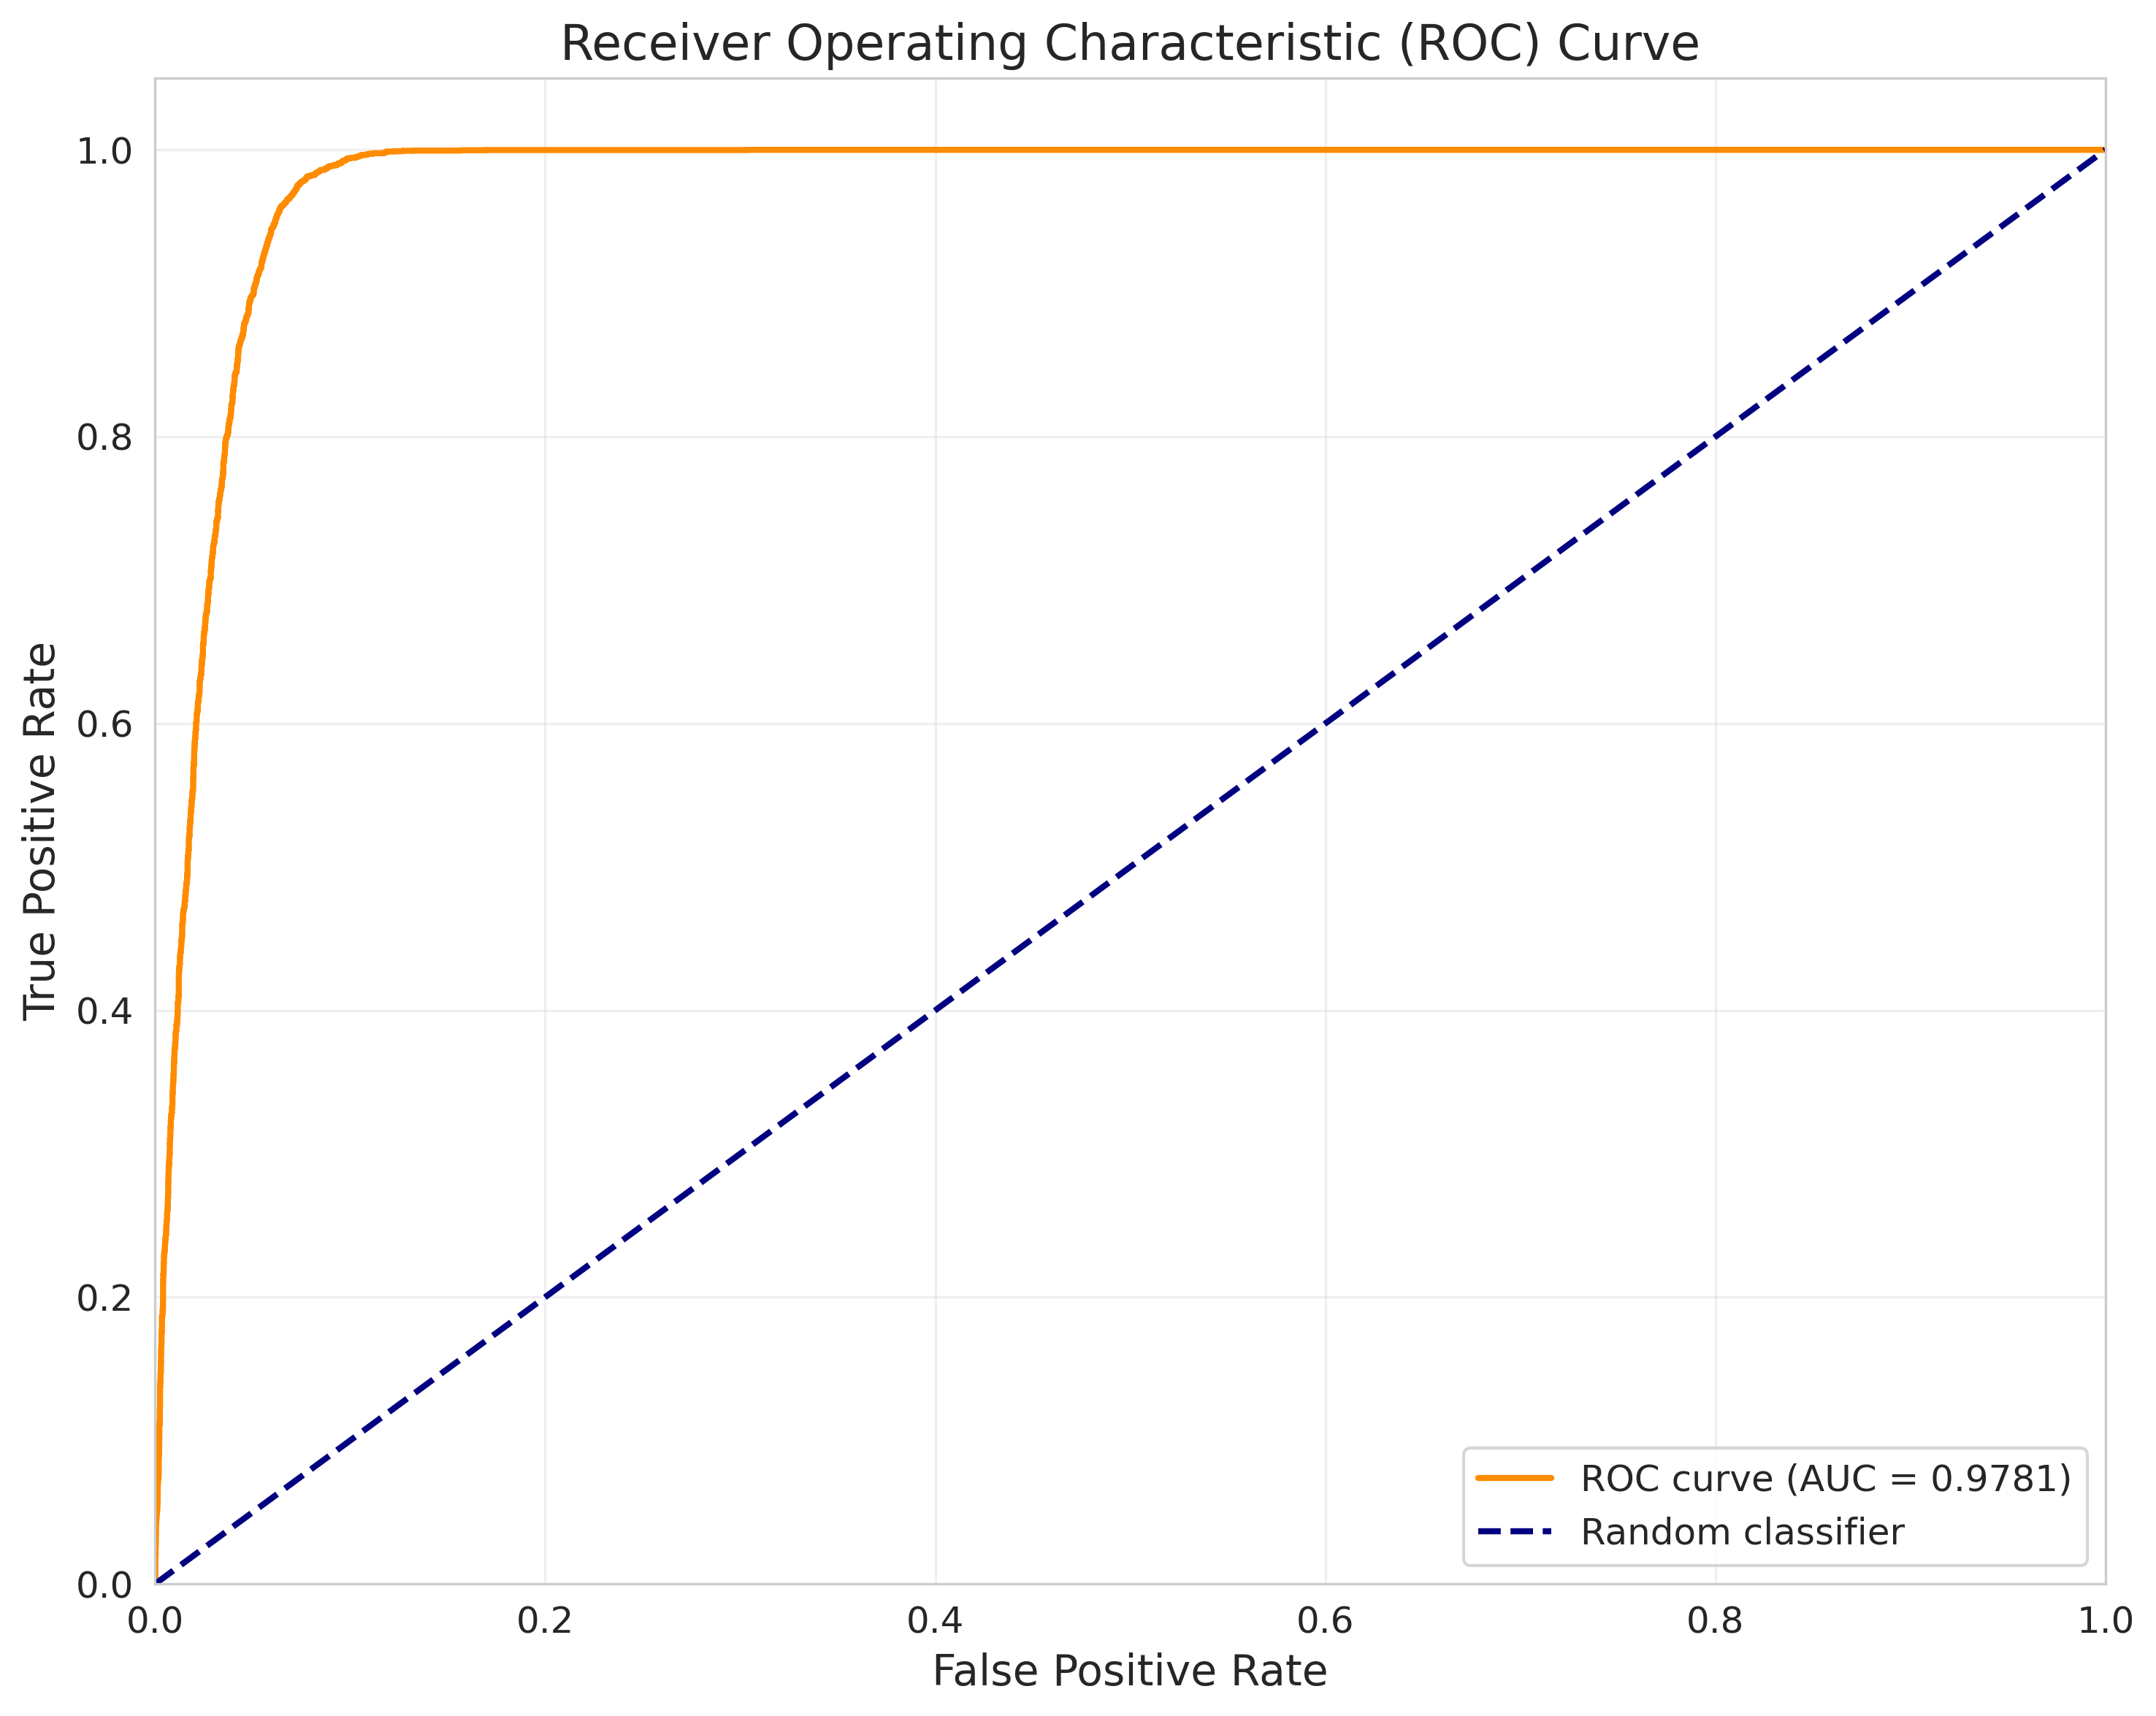 Receiver Operating Characteristic (ROC) Curve
True Positive Rate
1.0
0.8
0.6
0.4
0.2
0.0
0.0 0.2 0.4 0.6 0.8 1.0
False Positive Rate
ROC curve (AUC = 0.9781)
Random classifier